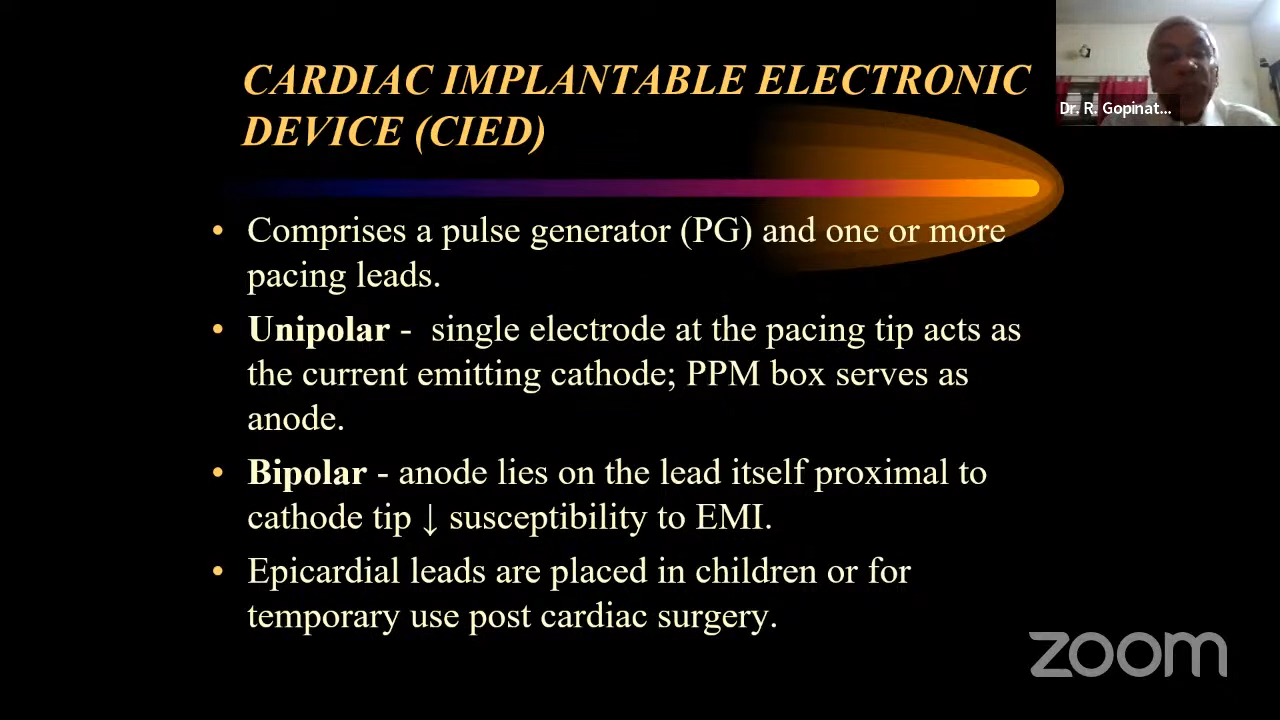 CARDIAC IMPLANTABLE ELECTRONIC
DEVICE (CIED)
Dr. R. Gopinat...
• Comprises a pulse generator (PG) and one or more
pacing leads.
• Unipolar - single electrode at the pacing tip acts as
the current emitting cathode; PPM box serves as
anode.
• Bipolar - anode lies on the lead itself proximal to
cathode tip ↓ susceptibility to EMI.
• Epicardial leads are placed in children or for
temporary use post cardiac surgery.
zoom